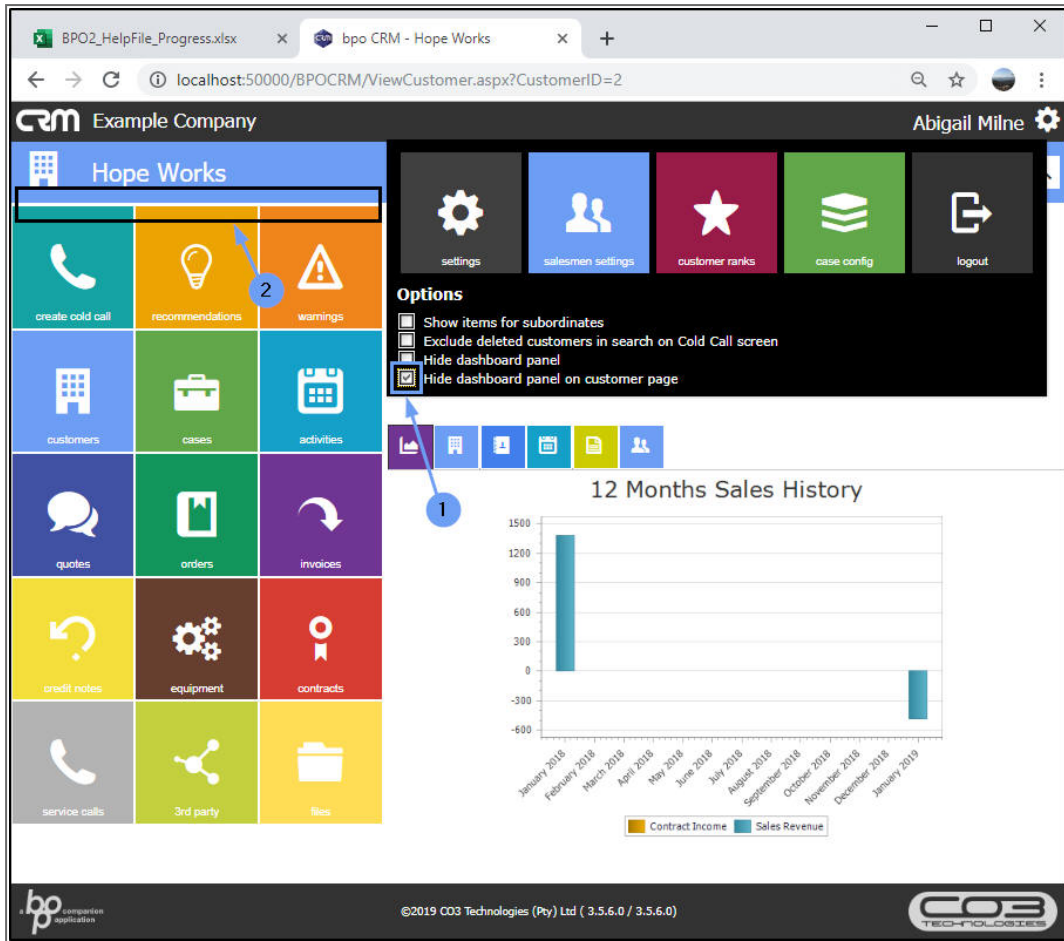 BPO2_HelpFile_Progress.xlsx
bpo CRM - Hope Works
localhost:50000/BPOCRM/ViewCustomer.aspx?CustomerID=2
CRM Example Company
Abigail Milne
Hope Works
settings
salesmen settings
customer ranks
case config
logout
Options
Show items for subordinates
Exclude deleted customers in search on Cold Call screen
Hide dashboard panel
Hide dashboard panel on customer page
1
2
create cold call
recommendations
warnings
customers
cases
activities
quotes
orders
invoices
credit notes
equipment
contracts
service calls
3rd party
files
12 Months Sales History
1500
1200
900
600
300
0
-300
-600
January 2018
February 2018
March 2018
April 2018
May 2018
June 2018
July 2018
August 2018
September 2018
October 2018
November 2018
December 2018
January 2019
Contract Income
Sales Revenue
a bpo companion
application
©2019 CO3 Technologies (Pty) Ltd ( 3.5.6.0 / 3.5.6.0)
CO3
TECHNOLOGIES